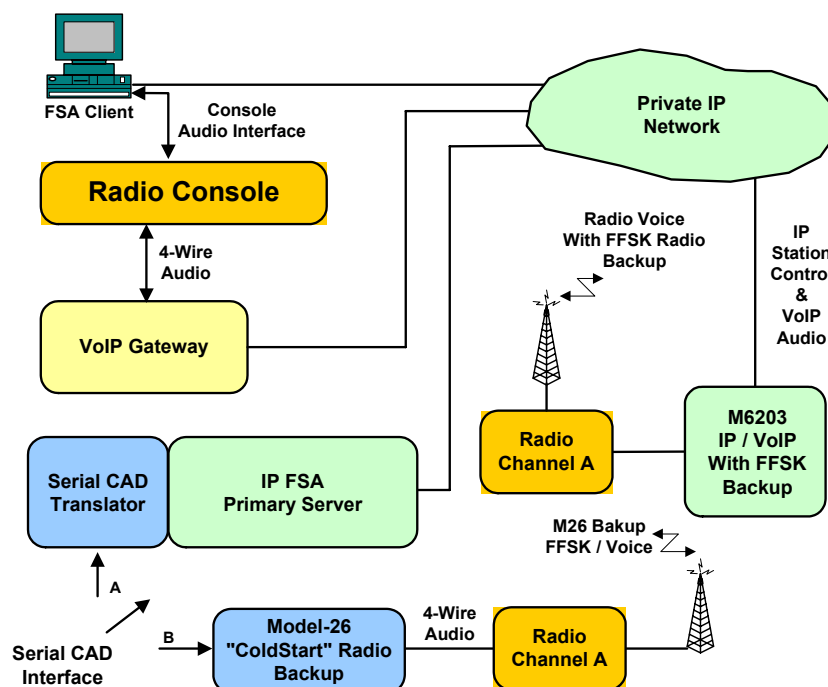 FSA Client
Console
Audio Interface
Private IP
Network
Radio Console
4-Wire
Audio
VoIP Gateway
Radio Voice
With FFSK Radio
Backup
IP
Station
Contro
&
VoIP
Audio
Radio
Channel A
M6203
IP / VoIP
With FFSK
Backup
Serial CAD
Translator
IP FSA
Primary Server
M26 Bakup
FFSK / Voice
A
B
Serial CAD
Interface
Model-26
"ColdStart" Radio
Backup
4-Wire
Audio
Radio
Channel A